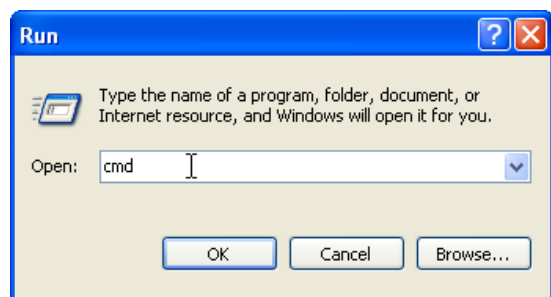 Run
Type the name of a program, folder, document, or
Internet resource, and Windows will open it for you.
Open: cmd
OK Cancel Browse...